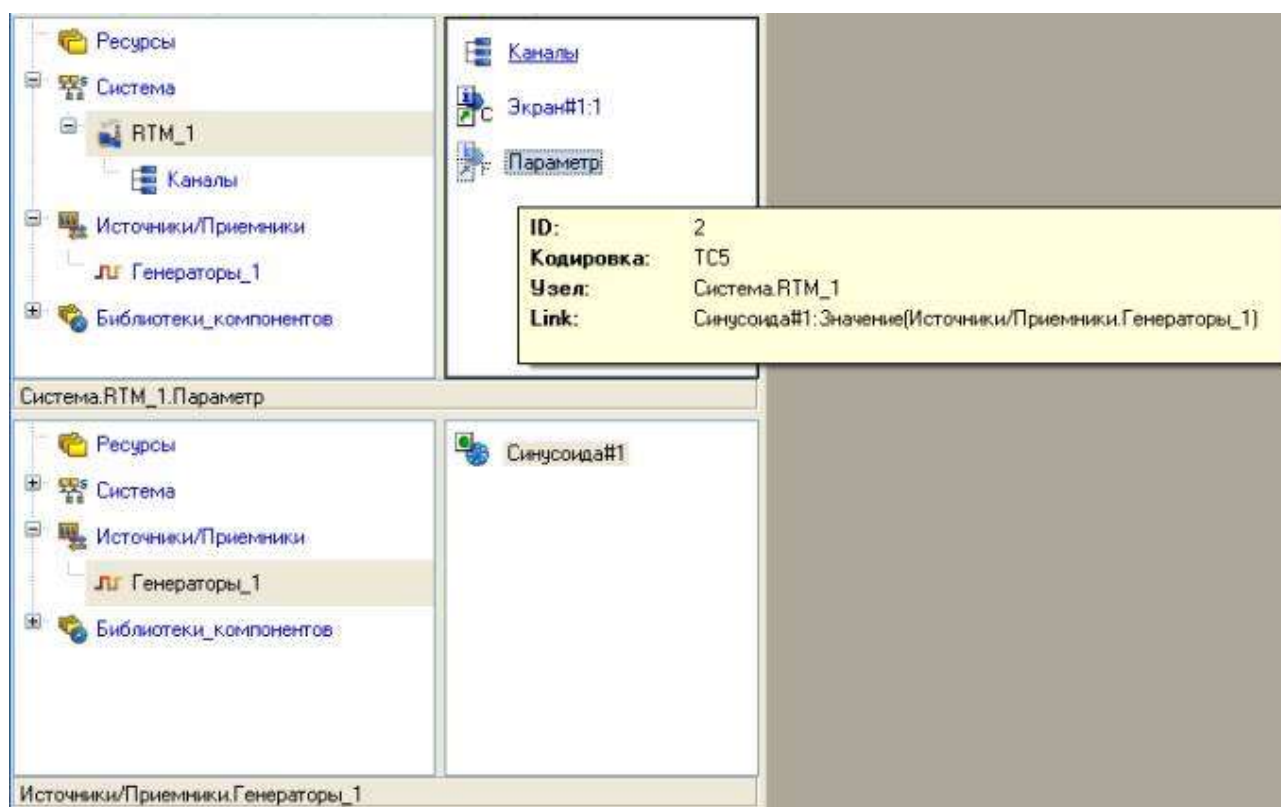 Ресурсы
Система
RTM_1
Каналы
Источники/Приемники
Генераторы_1
Библиотеки_компонентов
Каналы
Экран#1:1
Параметр
ID: 2
Кодировка: TC5
Узел: Система.RTM_1
Link: Синусоида#1:Значение(Источники/Приемники.Генераторы_1)
Система.RTM_1.Параметр
Ресурсы
Система
Источники/Приемники
Генераторы_1
Библиотеки_компонентов
Синусоида#1
Источники/Приемники.Генераторы_1